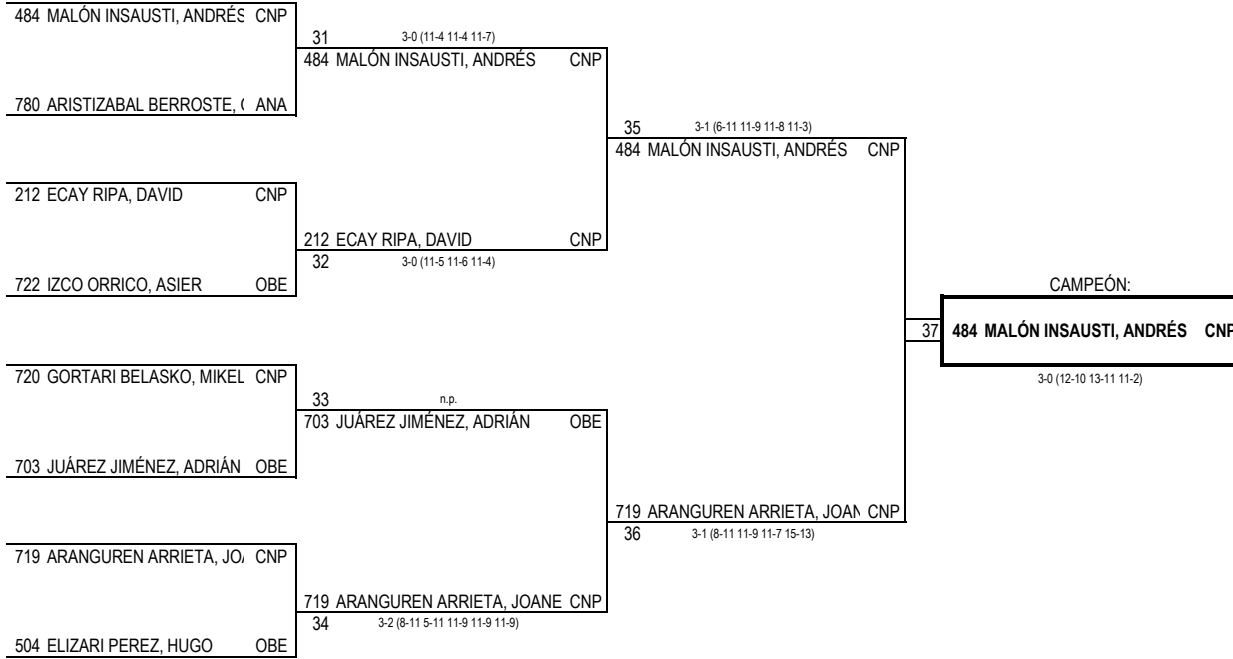 484 MALÓN INSAUSTI, ANDRÉS CNP
31 3-0 (11-4 11-4 11-7)
484 MALÓN INSAUSTI, ANDRÉS CNP
780 ARISTIZABAL BERROSTE, ( ANA
35 3-1 (6-11 11-9 11-8 11-3)
484 MALÓN INSAUSTI, ANDRÉS CNP
212 ECAY RIPA, DAVID CNP
212 ECAY RIPA, DAVID CNP
32 3-0 (11-5 11-6 11-4)
722 IZCO ORRICO, ASIER OBE
CAMPEÓN:
37 484 MALÓN INSAUSTI, ANDRÉS CNP
3-0 (12-10 13-11 11-2)
720 GORTARI BELASKO, MIKEL CNP
33 n.p.
703 JUÁREZ JIMÉNEZ, ADRIÁN OBE
703 JUÁREZ JIMÉNEZ, ADRIÁN OBE
719 ARANGUREN ARRIETA, JOAN CNP
36 3-1 (8-11 11-9 11-7 15-13)
719 ARANGUREN ARRIETA, JO CNP
719 ARANGUREN ARRIETA, JOANE CNP
34 3-2 (8-11 5-11 11-9 11-9 11-9)
504 ELIZARI PEREZ, HUGO OBE